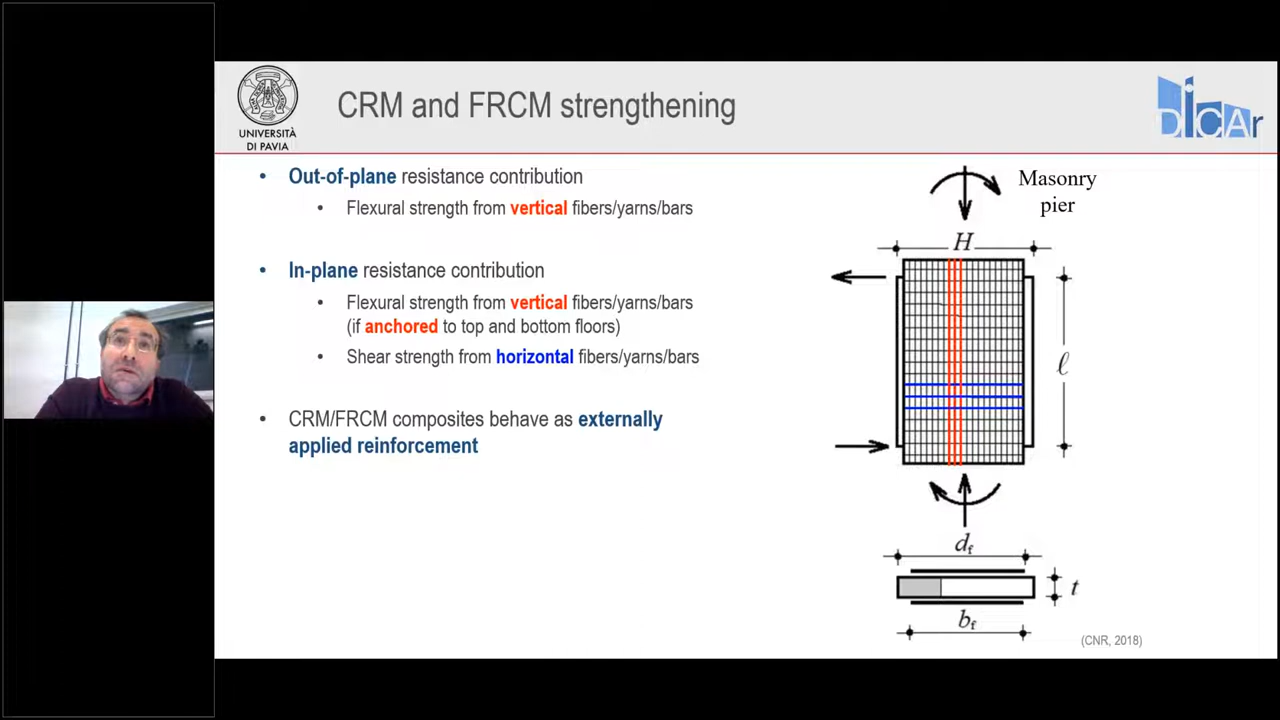 UNIVERSITÀ
DI PAVIA
CRM and FRCM strengthening
DICAr
• Out-of-plane resistance contribution
• Flexural strength from vertical fibers/yarns/bars
• In-plane resistance contribution
• Flexural strength from vertical fibers/yarns/bars
(if anchored to top and bottom floors)
• Shear strength from horizontal fibers/yarns/bars
• CRM/FRCM composites behave as externally
applied reinforcement
Masonry
pier
H
ℓ
df
t
bf
(CNR, 2018)